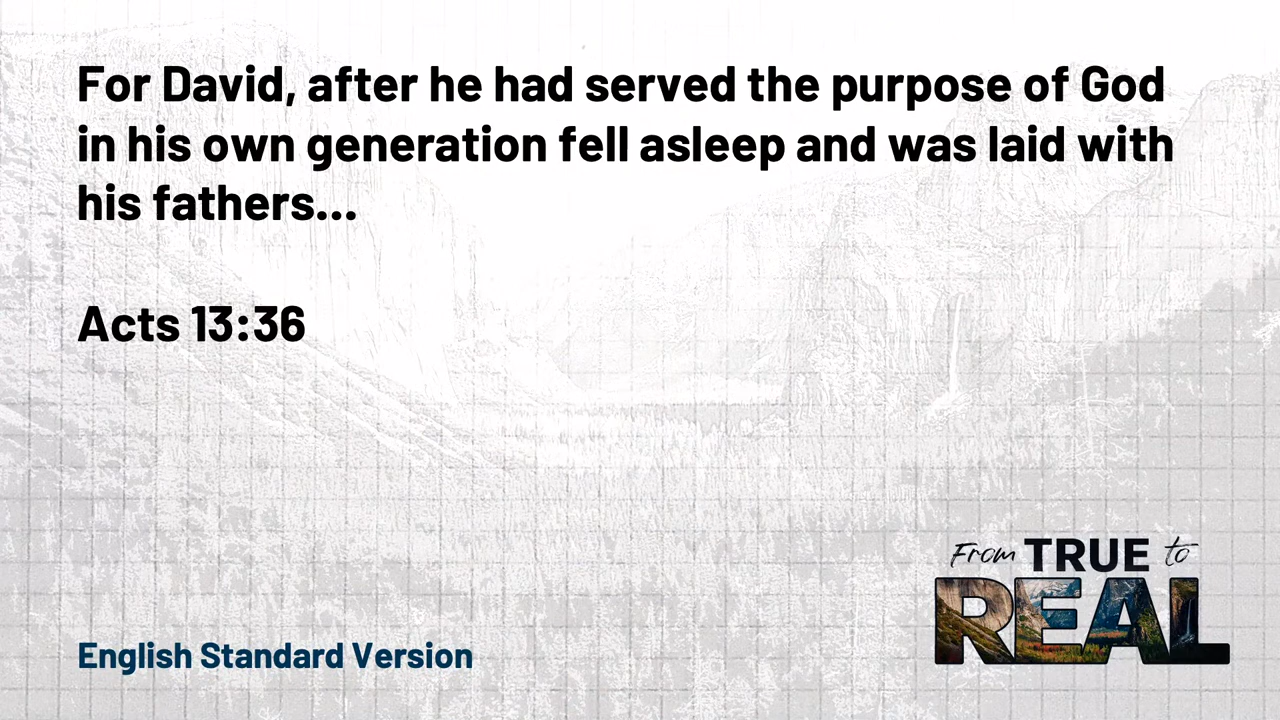 For David, after he had served the purpose of God
in his own generation fell asleep and was laid with
his fathers...
Acts 13:36
From TRUE to
REAL
English Standard Version